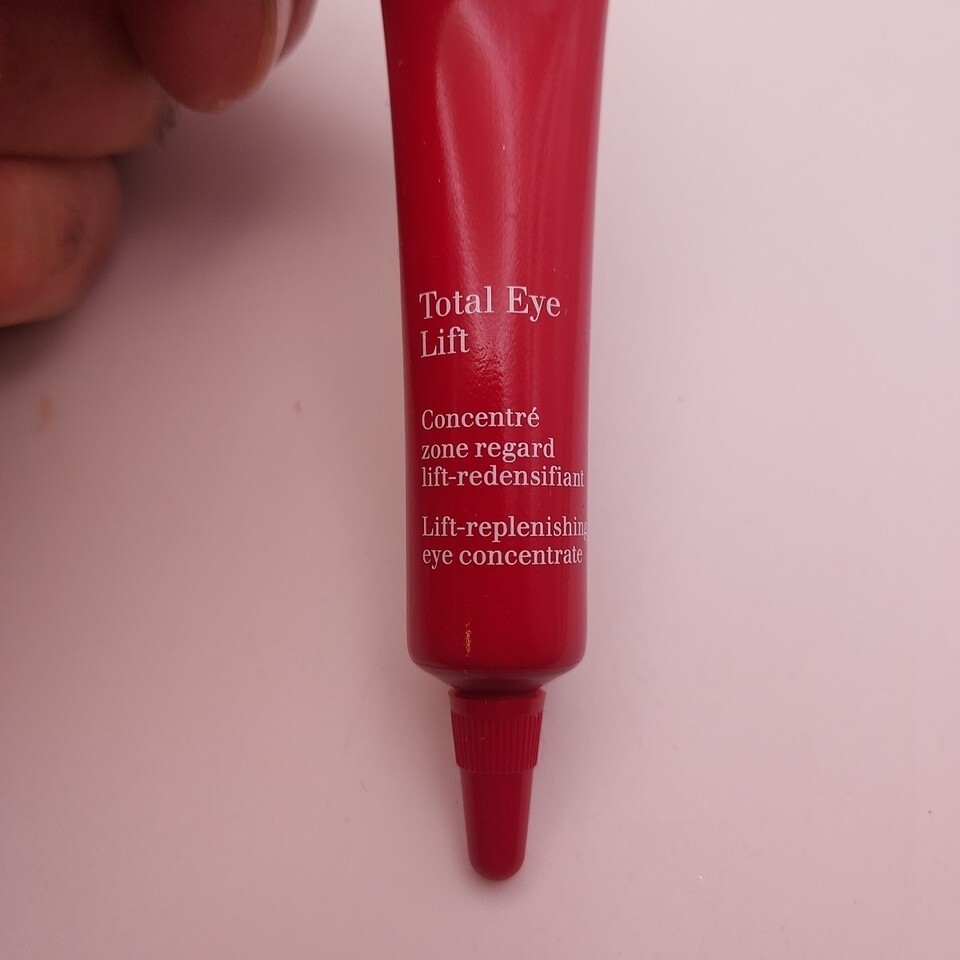 Total Eye
Lift
Concentré
zone regard
lift-redensifiant
Lift-replenishing
eye concentrate